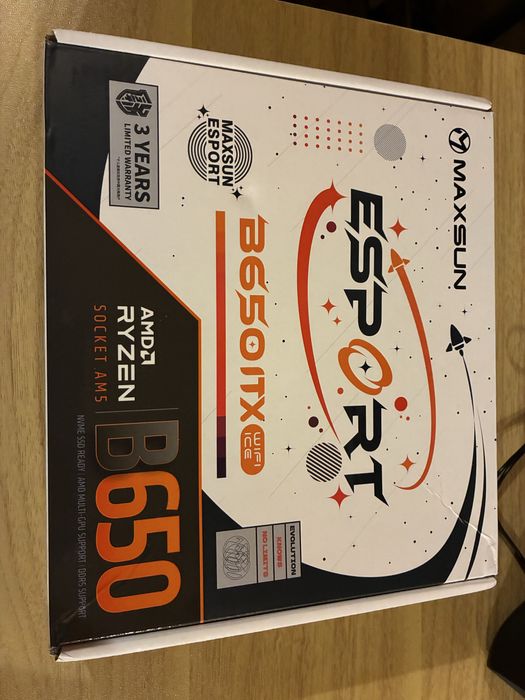 MAXSUN
ESPORT
MAXSUN
ESPORT
B650ITX
WIFI
ICE
3 YEARS
LIMITED WARRANTY
EVOLUTION
KNOWS
NO LIMITS
AMD
RYZEN
SOCKET AM5
B650
NVME SSD READY / AMD MULTI-GPU SUPPORT / DDR5 SUPPORT